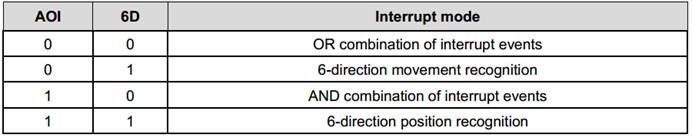 AOI 6D Interrupt mode
0 0 OR combination of interrupt events
0 1 6-direction movement recognition
1 0 AND combination of interrupt events
1 1 6-direction position recognition